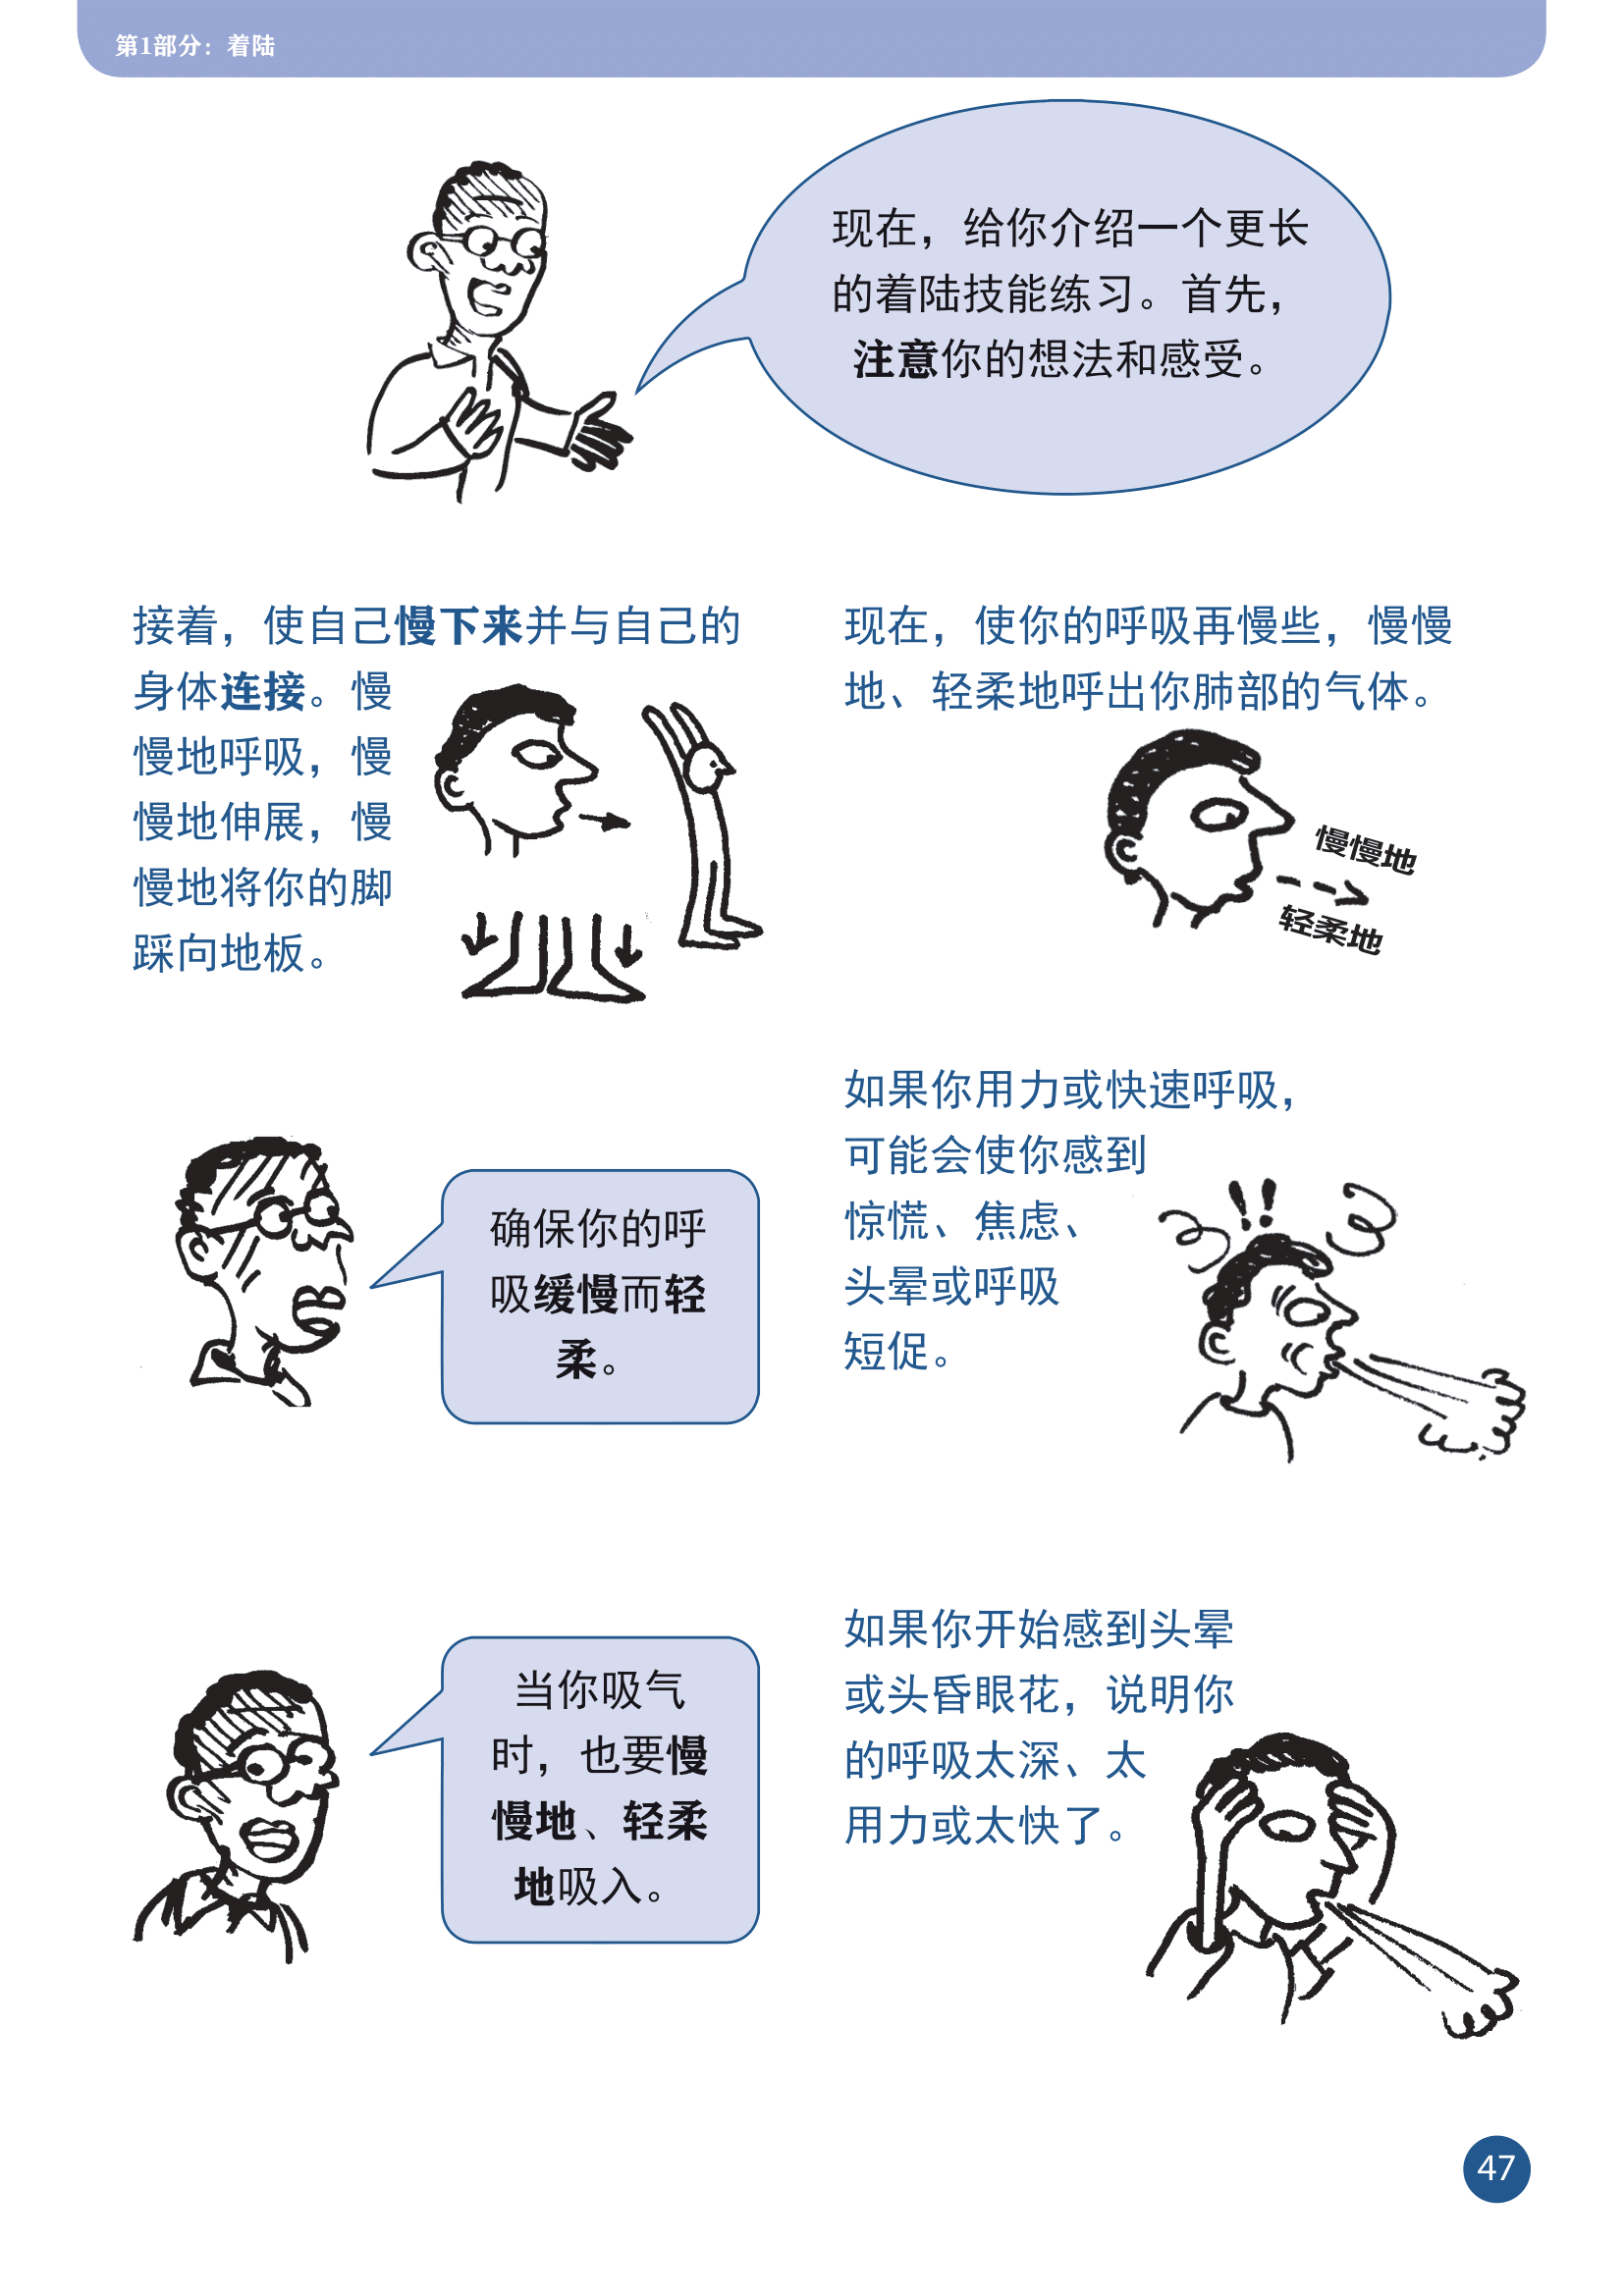 第1部分：着陆
现在，给你介绍一个更长
的着陆技能练习。首先，
注意你的想法和感受。
接着，使自己慢下来并与自己的
身体连接。慢
慢地呼吸，慢
慢地伸展，慢
慢地将你的脚
踩向地板。
现在，使你的呼吸再慢些，慢慢
地、轻柔地呼出你肺部的气体。
慢慢地
轻柔地
确保你的呼
吸缓慢而轻
柔。
如果你用力或快速呼吸，
可能会使你感到
惊慌、焦虑、
头晕或呼吸
短促。
当你吸气
时，也要慢
慢地、轻柔
地吸入。
如果你开始感到头晕
或头昏眼花，说明你
的呼吸太深、太
用力或太快了。
47